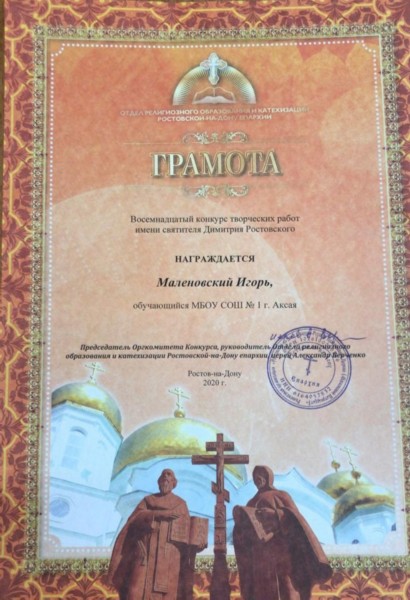 ОТДЕЛ РЕЛИГИОЗНОГО ОБРАЗОВАНИЯ И КАТЕХИЗАЦИИ
РОСТОВСКОЙ-НА-ДОНУ ЕПАРХИИ
ГРАМОТА
Восемнадцатый конкурс творческих работ
имени святителя Димитрия Ростовского
НАГРАЖДАЕТСЯ
Маленовский Игорь,
обучающийся МБОУ СОШ № 1 г. Аксая
Председатель Оргкомитета Конкурса, руководитель Отдела религиозного
образования и катехизации Ростовской-на-Дону епархии, иерей Александр
Ростов-на-Дону
2020 г.